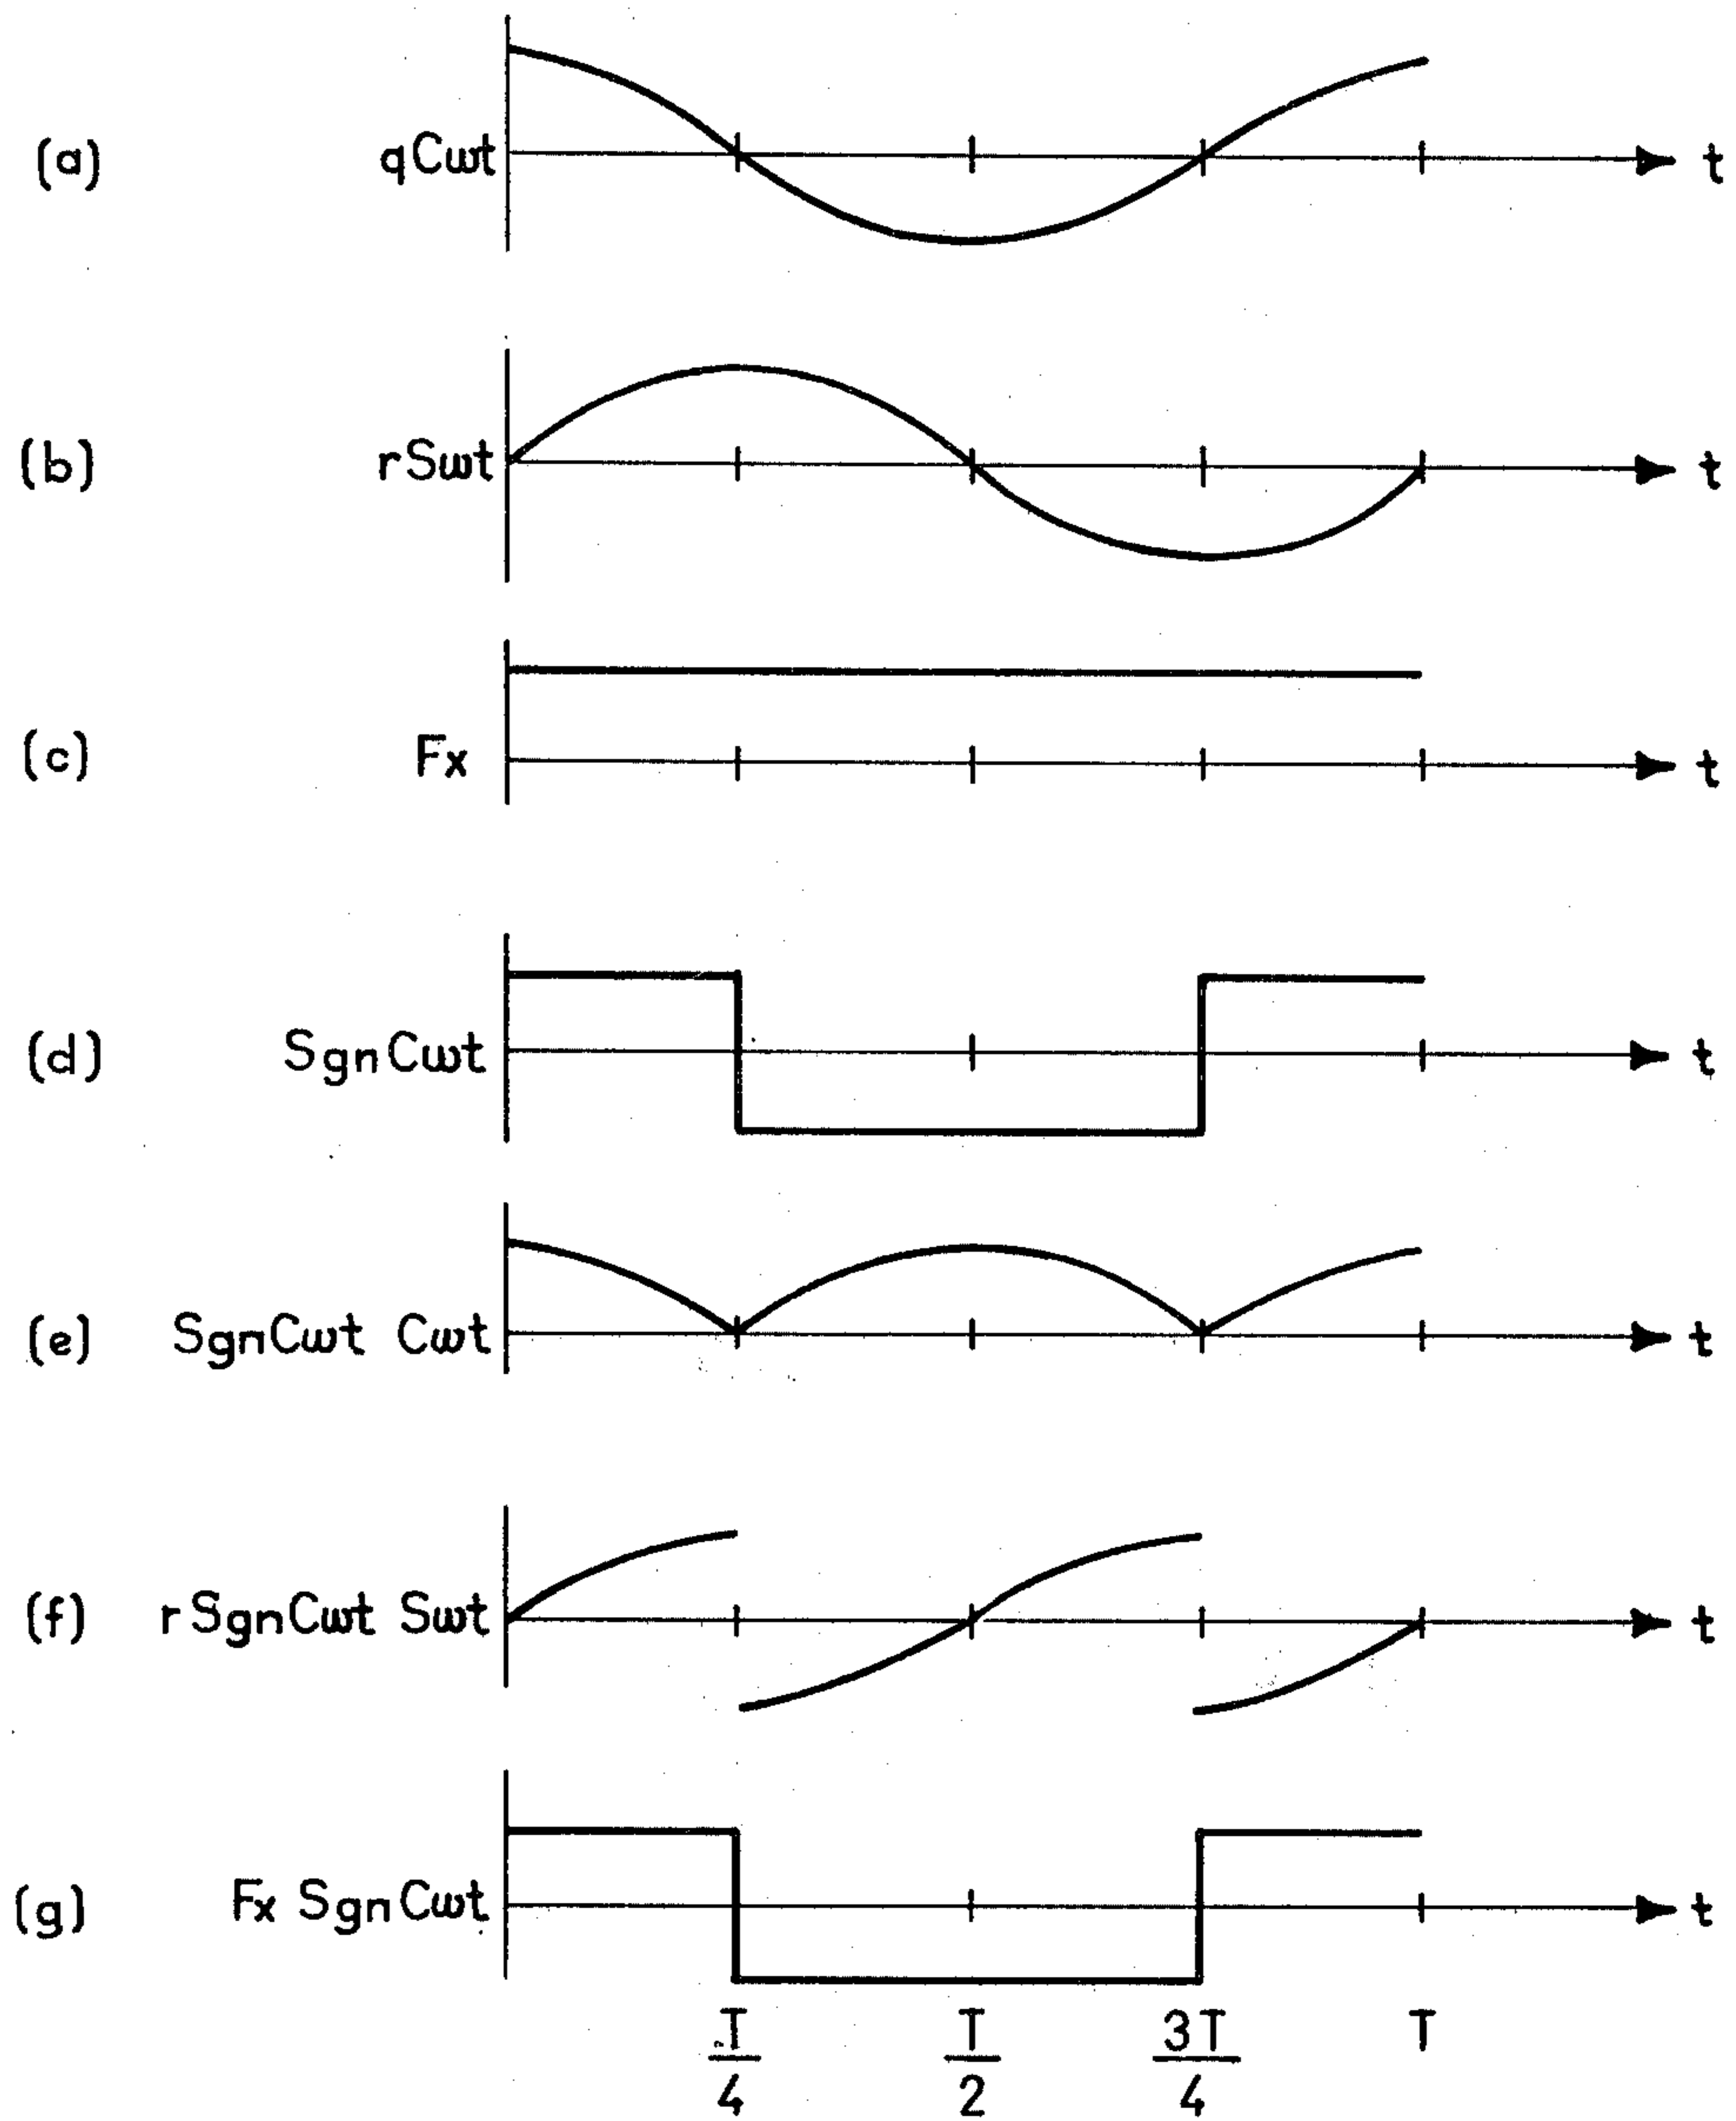 (a) qCωt t
(b) rSωt t
(c) Fx t
(d) SgnCωt t
(e) SgnCωt Cωt t
(f) rSgnCωt Sωt t
(g) Fx SgnCωt t
T/4 T/2 3T/4 T